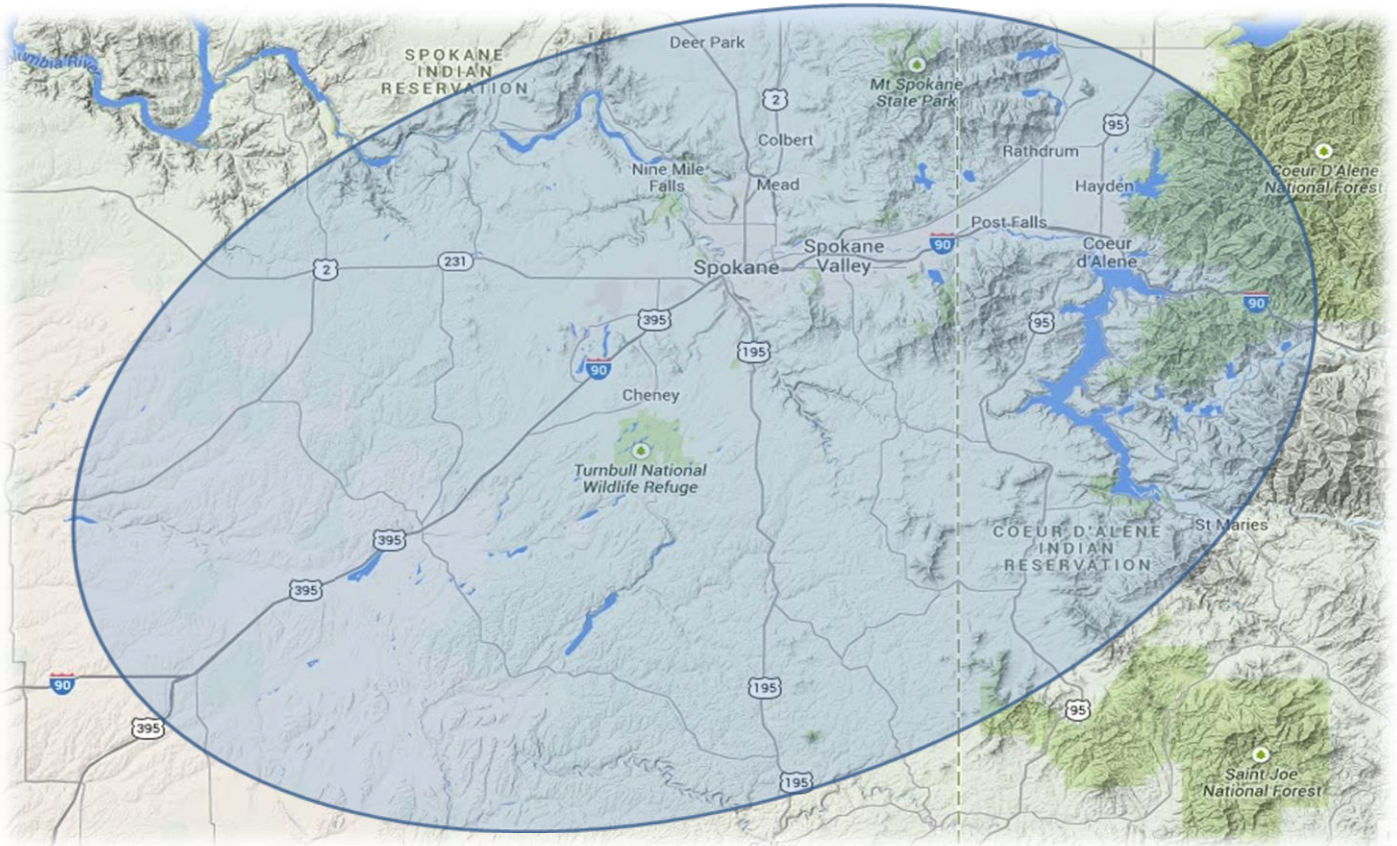 Deer Park
SPOKANE
INDIAN
RESERVATION
Mt Spokane
State Park
2
Colbert
95
Rathdrum
Coeur D'Alene
National Forest
Nine Mile
Falls
Mead
Hayden
Post Falls
90
Spokane
Valley
Coeur
d'Alene
Spokane
2
231
90
395
95
195
90
Cheney
Turnbull National
Wildlife Refuge
St Maries
COEUR D'ALENE
INDIAN
RESERVATION
395
395
90
195
95
395
195
Saint Joe
National Forest